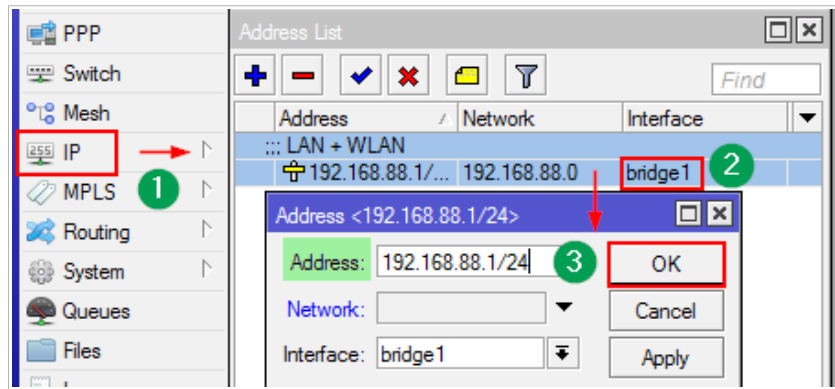 PPP
Switch
Mesh
255 IP
1
MPLS
Routing
System
Queues
Files
Address List
Find
Address Network Interface
::: LAN + WLAN
192.168.88.1/... 192.168.88.0 bridge1
2
Address <192.168.88.1/24>
Address: 192.168.88.1/24
3
OK
Network:
Cancel
Interface: bridge1
Apply